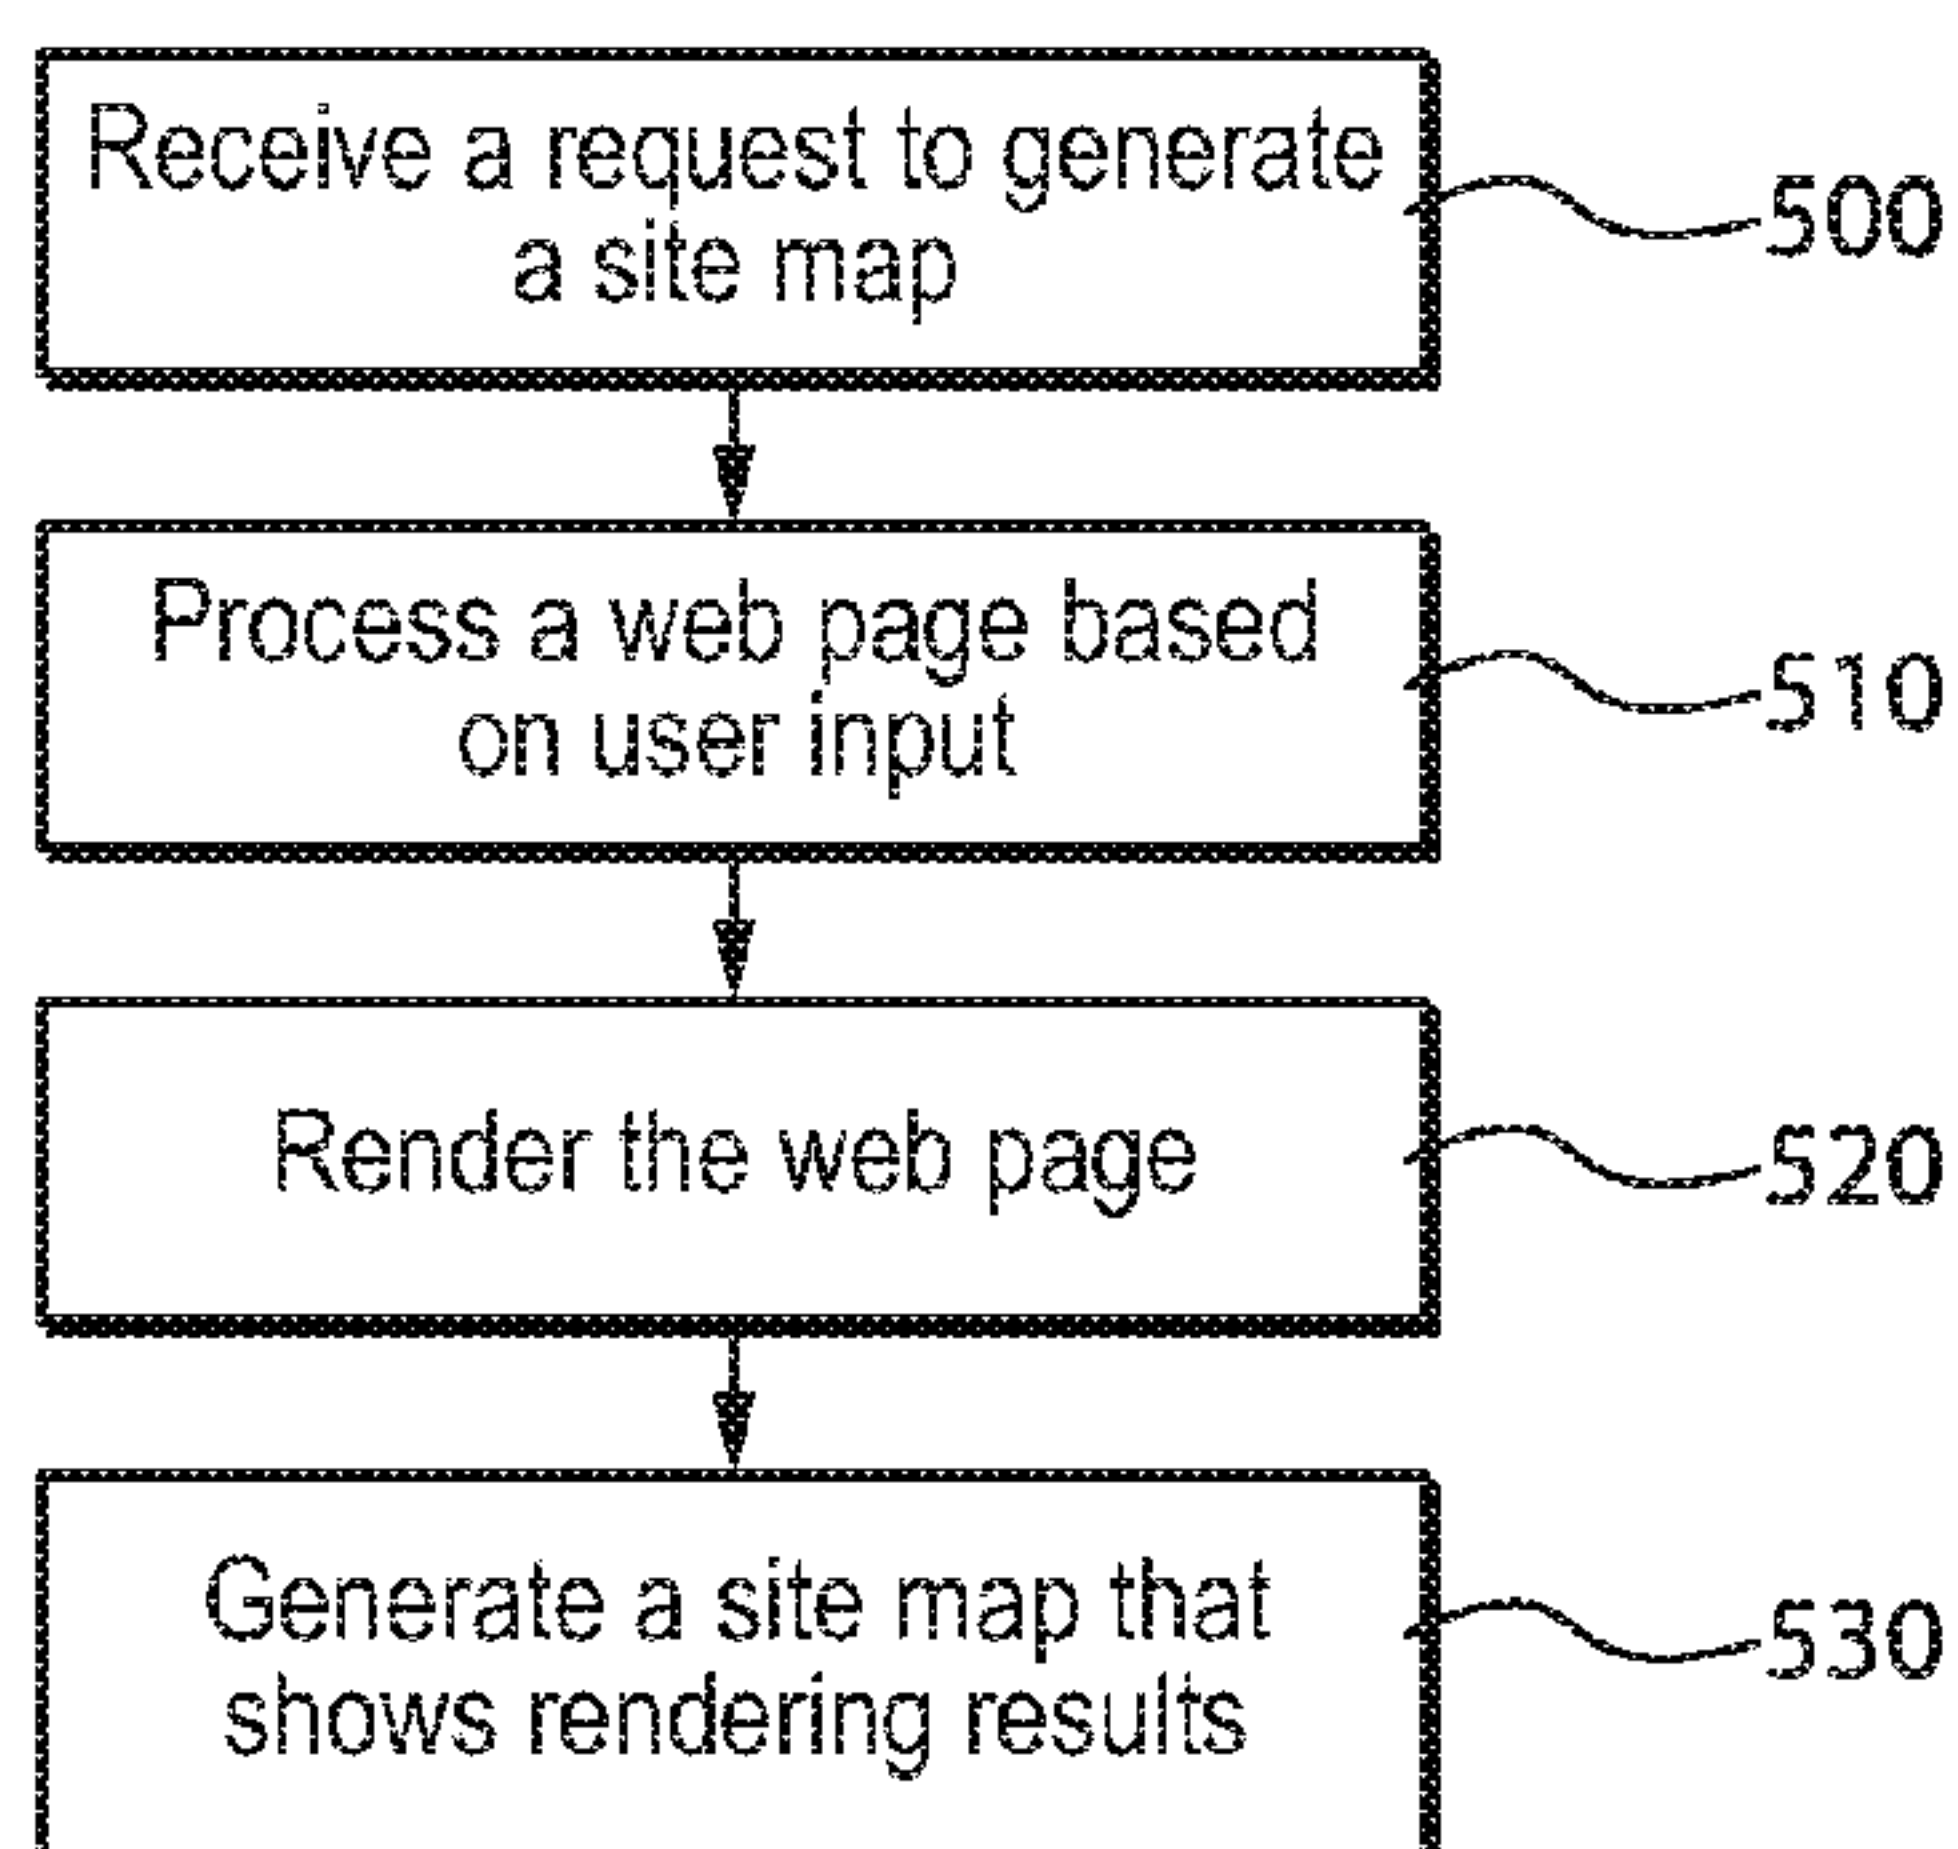 Receive a request to generate
a site map
500
Process a web page based
on user input
510
Render the web page
520
Generate a site map that
shows rendering results
530